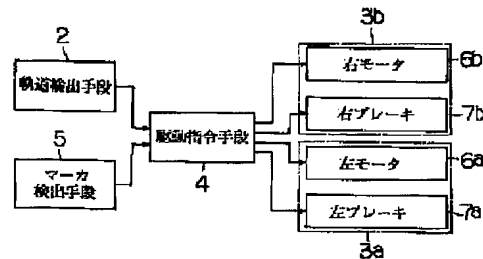 3b
2
軌道検出手段
右モータ
6b
右ブレーキ
7b
駆動指令手段
4
5
マーカ
検出手段
左モータ
6a
左ブレーキ
7a
3a